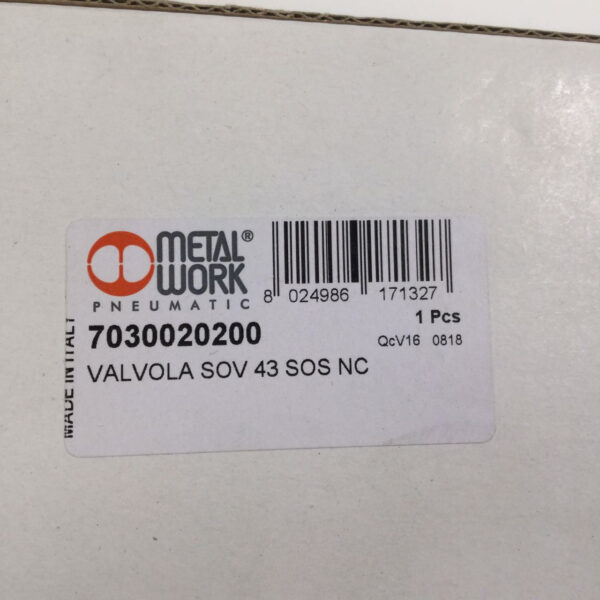 METAL®
WORK
PNEUMATIC
8 024986 171327
7030020200
1 Pcs
QcV16 0818
VALVOLA SOV 43 SOS NC
MADE IN ITALY